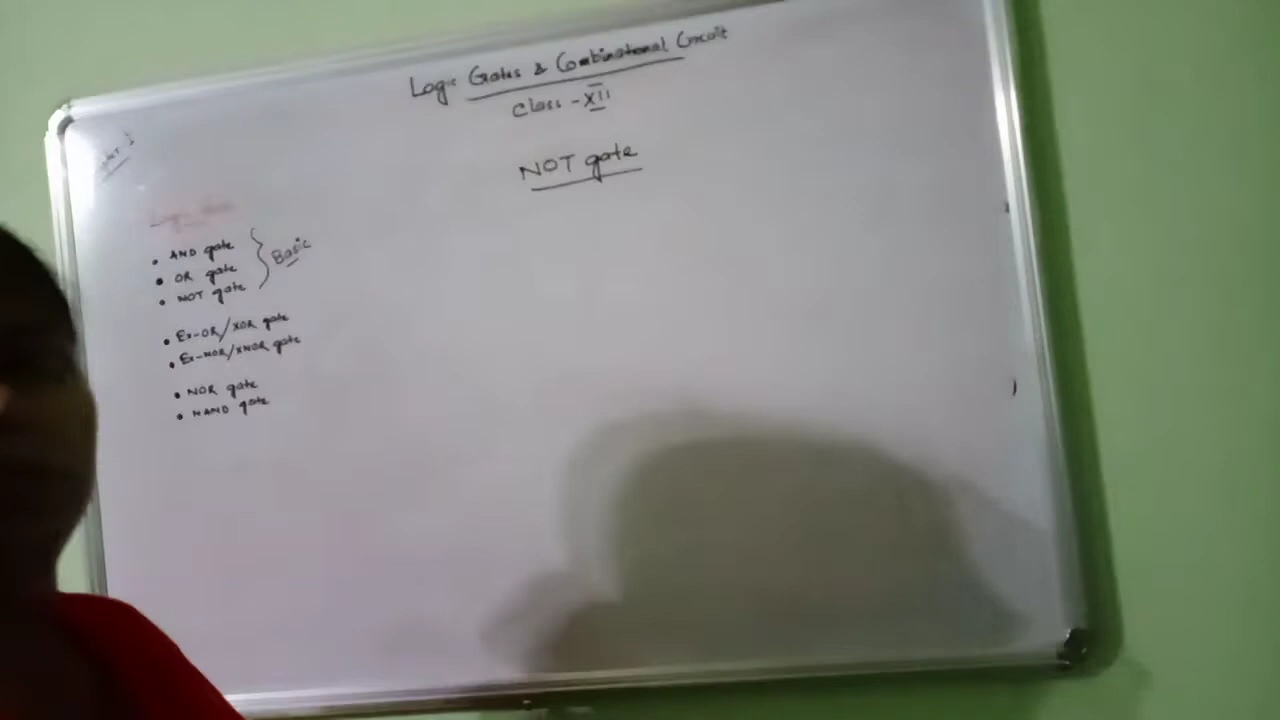 Logic Gates & Combinational Circuit
Class - XII
NOT gate
• AND gate
• OR gate
• NOT gate
Basic
• Ex-OR/XOR gate
• Ex-NOR/XNOR gate
• NOR gate
• NAND gate